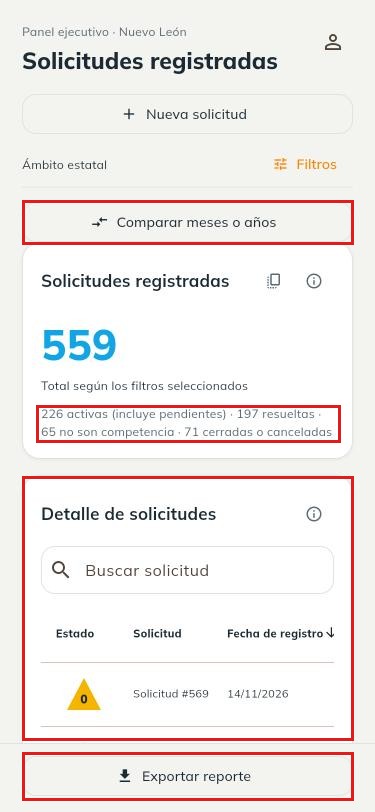 Panel ejecutivo · Nuevo León
Solicitudes registradas
Nueva solicitud
Ámbito estatal
Filtros
Comparar meses o años
Solicitudes registradas
559
Total según los filtros seleccionados
226 activas (incluye pendientes) · 197 resueltas ·
65 no son competencia · 71 cerradas o canceladas
Detalle de solicitudes
Buscar solicitud
Estado Solicitud Fecha de registro
0 Solicitud #569 14/11/2026
Exportar reporte